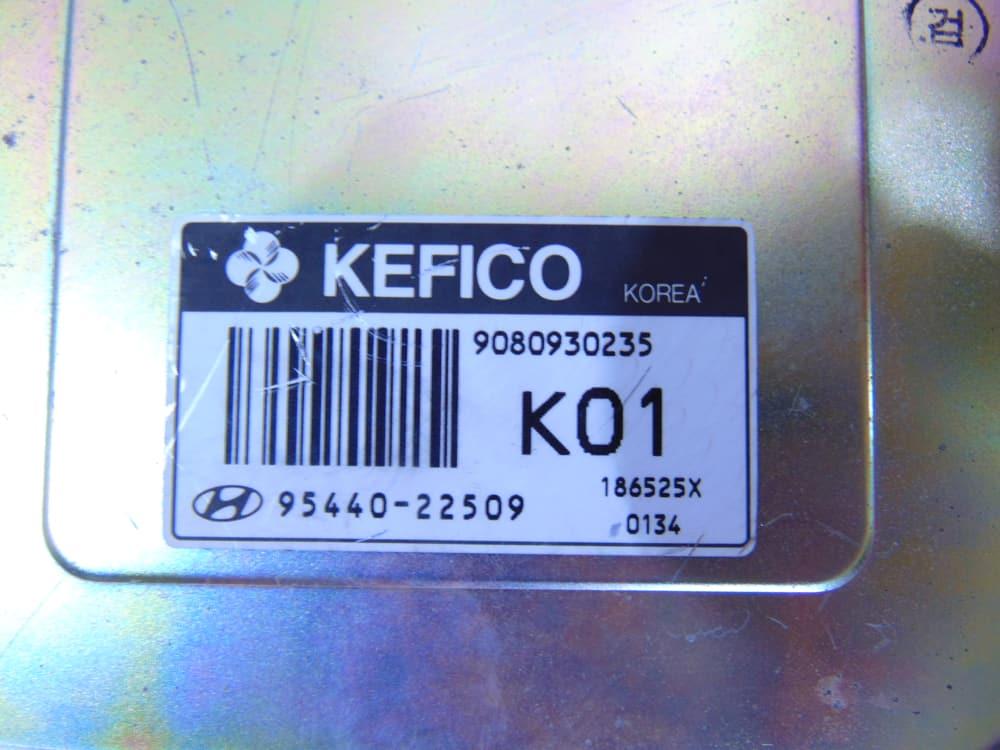 검
KEFICO KOREA
9080930235
K01
186525X
95440-22509
0134